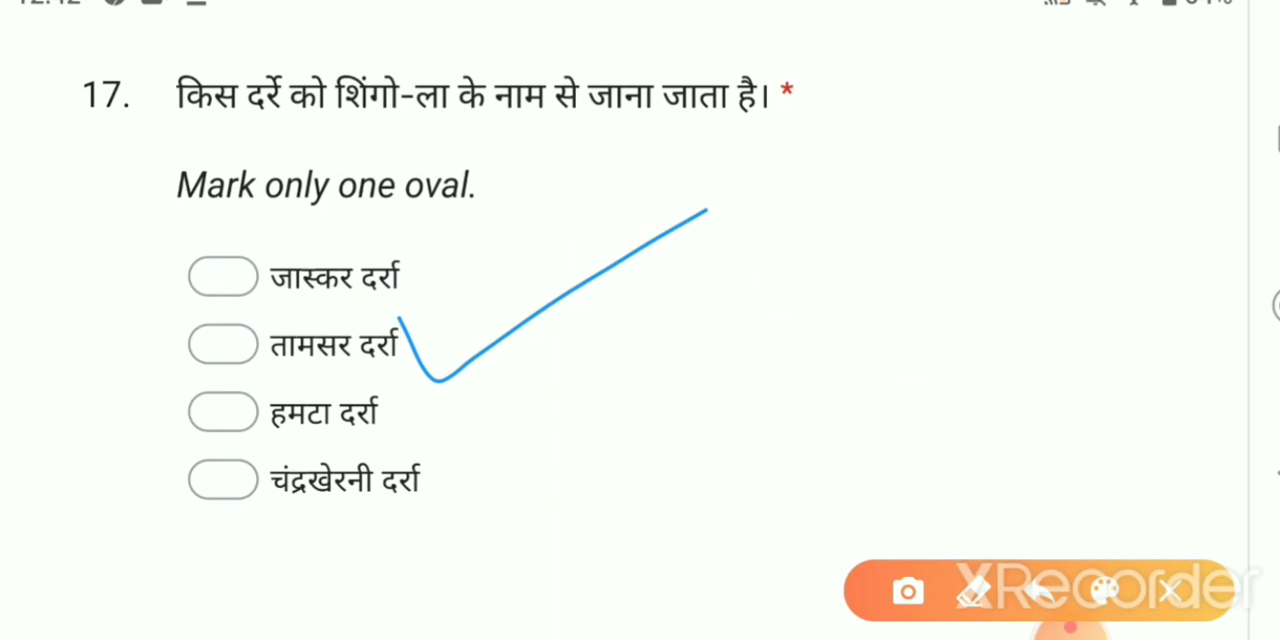 17. किस दर्रे को शिंगो-ला के नाम से जाना जाता है। *
Mark only one oval.
जास्कर दर्रा
तामसर दर्रा
हमटा दर्रा
चंद्रखेरनी दर्रा
XRecorder